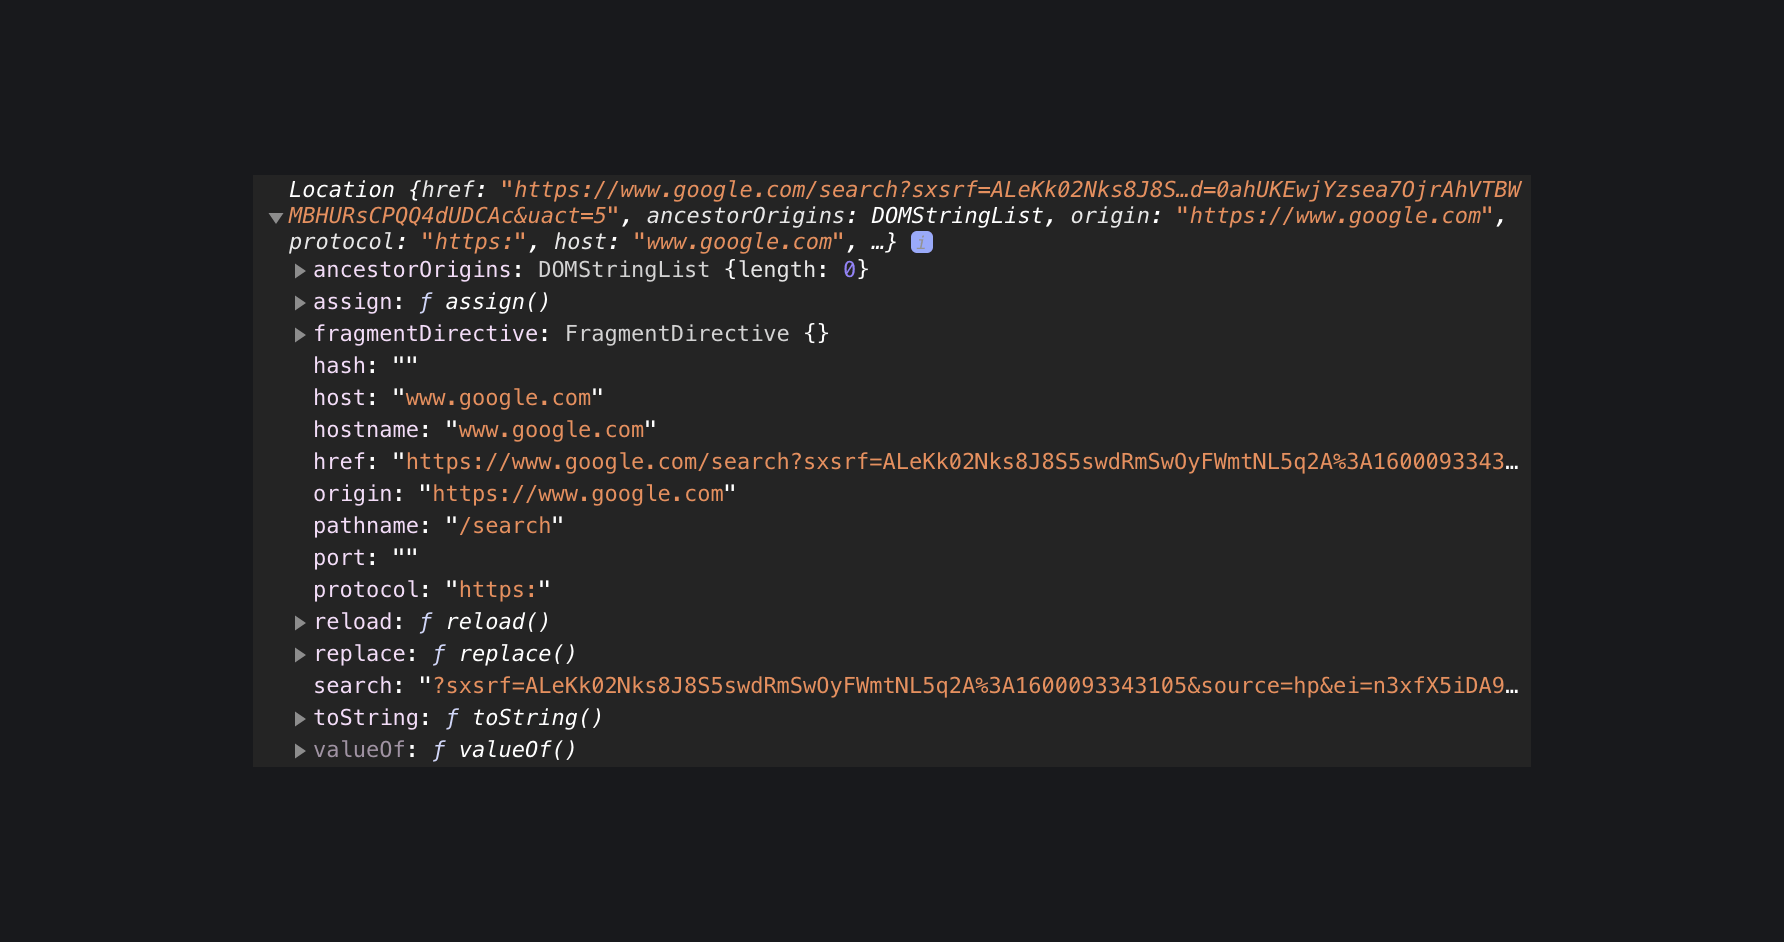 Location {href: "https://www.google.com/search?sxsrf=ALeKk02Nks8J8S…d=0ahUKEwjYzsea7OjrAhVTBW
MBHURsCPQQ4dUDCAc&uact=5", ancestorOrigins: DOMStringList, origin: "https://www.google.com",
protocol: "https:", host: "www.google.com", …} i
ancestorOrigins: DOMStringList {length: 0}
assign: ƒ assign()
fragmentDirective: FragmentDirective {}
hash: ""
host: "www.google.com"
hostname: "www.google.com"
href: "https://www.google.com/search?sxsrf=ALeKk02Nks8J8S5swdRmSwOyFWmtNL5q2A%3A1600093343…
origin: "https://www.google.com"
pathname: "/search"
port: ""
protocol: "https:"
reload: ƒ reload()
replace: ƒ replace()
search: "?sxsrf=ALeKk02Nks8J8S5swdRmSwOyFWmtNL5q2A%3A1600093343105&source=hp&ei=n3xfX5iDA9…
toString: ƒ toString()
valueOf: ƒ valueOf()